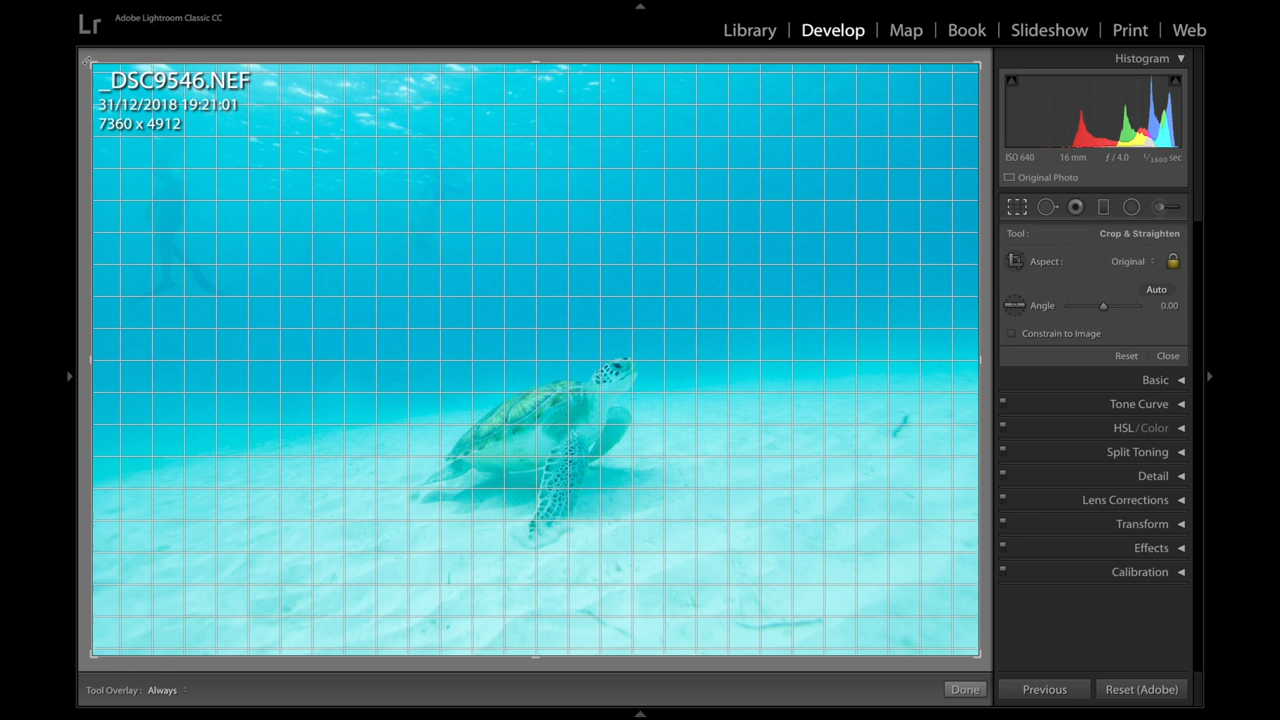 Lr
Adobe Lightroom Classic CC
Library | Develop | Map | Book | Slideshow | Print | Web
_DSC9546.NEF
31/12/2018 19:21:01
7360 x 4912
Histogram
ISO 640 16 mm ƒ / 4.0 1/1600 sec
Original Photo
Tool : Crop & Straighten
Aspect : Original
Auto
Angle 0.00
Constrain to Image
Reset Close
Basic
Tone Curve
HSL / Color
Split Toning
Detail
Lens Corrections
Transform
Effects
Calibration
Tool Overlay: Always
Done
Previous
Reset (Adobe)